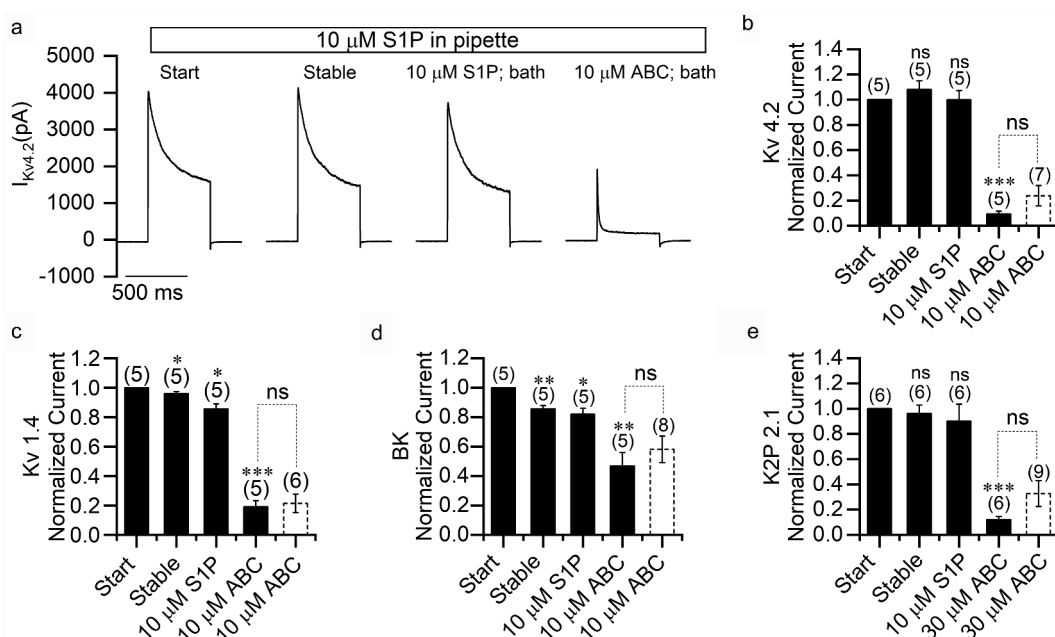 a
10 μM S1P in pipette
Start
Stable
10 μM S1P; bath
10 μM ABC; bath
I Kv4.2 (pA)
5000
4000
3000
2000
1000
0
-1000
500 ms
b
Kv 4.2
Normalized Current
1.4
1.2
1.0
0.8
0.6
0.4
0.2
0.0
(5)
ns
(5)
ns
(5)
***
(5)
ns
(7)
Start
Stable
10 μM S1P
10 μM ABC
10 μM ABC
c
Kv 1.4
Normalized Current
1.2
1.0
0.8
0.6
0.4
0.2
0.0
(5)
*
(5)
*
(5)
***
(5)
ns
(6)
Start
Stable
10 μM S1P
10 μM ABC
10 μM ABC
d
BK
Normalized Current
1.2
1.0
0.8
0.6
0.4
0.2
0.0
(5)
**
(5)
*
(5)
**
(5)
ns
(8)
Start
Stable
10 μM S1P
10 μM ABC
10 μM ABC
e
K2P 2.1
Normalized Current
1.4
1.2
1.0
0.8
0.6
0.4
0.2
0.0
(6)
ns
(6)
ns
(6)
***
(6)
ns
(9)
Start
Stable
10 μM S1P
30 μM ABC
30 μM ABC